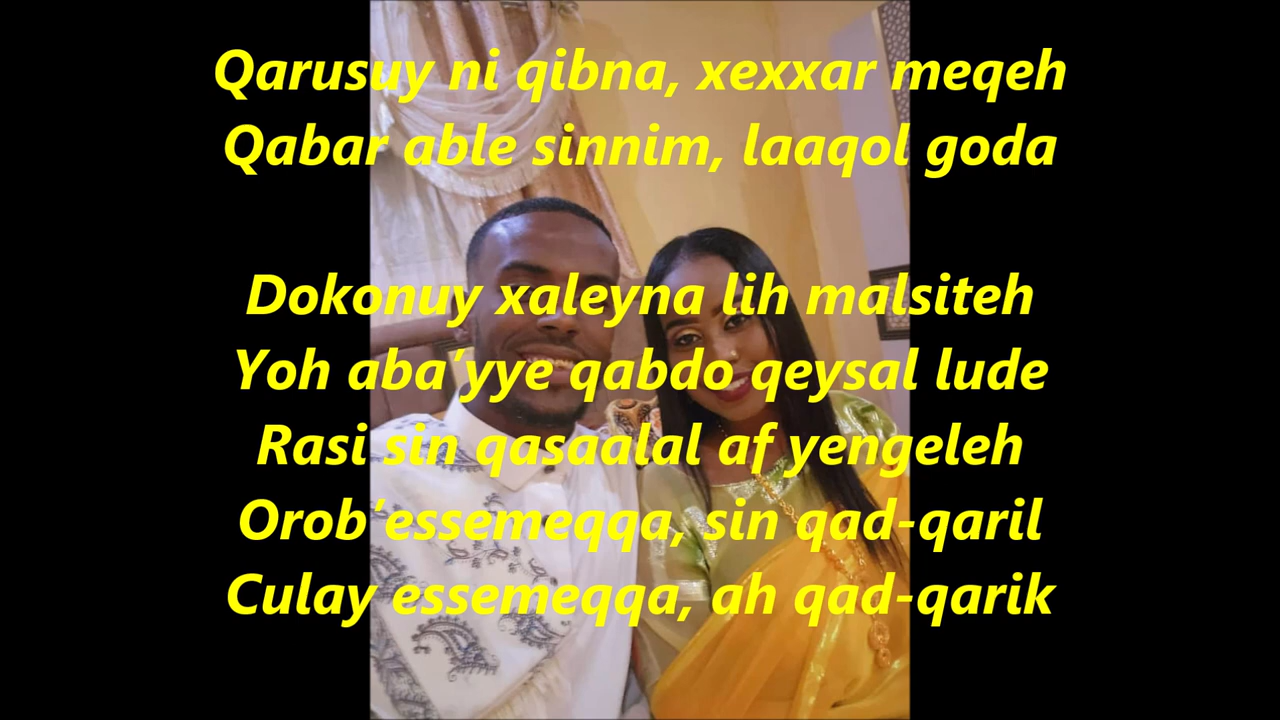 Qarusuy ni qibna, xexxar meqeh
Qabar able sinnim, laaqol goda
Dokonuy xaleyna lih malsiteh
Yoh aba’yye qabdo qeysal lude
Rasi sin qasaalal af yengeleh
Orob’essemeqqa, sin qad-qaril
Culay essemeqqa, ah qad-qarik